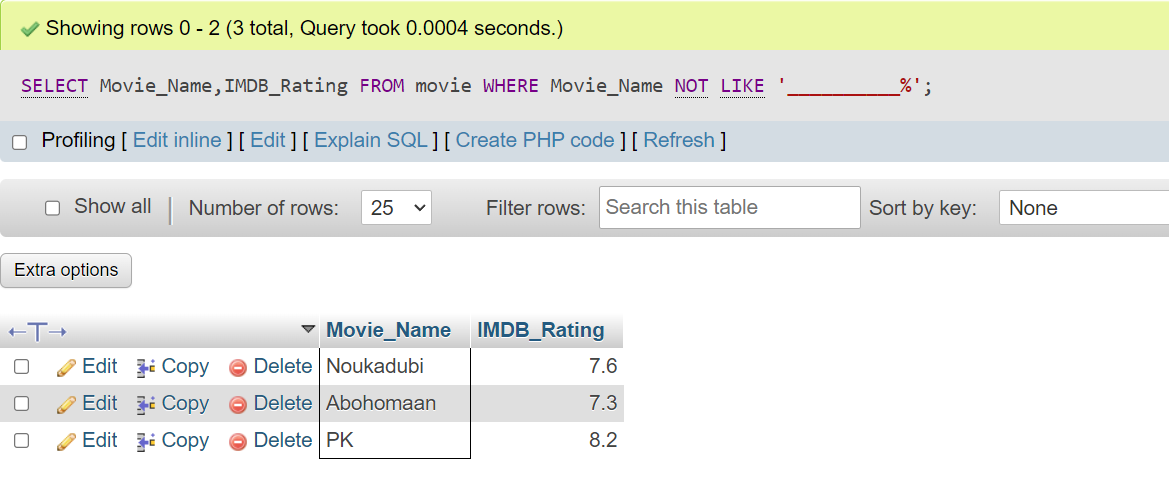 Showing rows 0 - 2 (3 total, Query took 0.0004 seconds.)
SELECT Movie_Name,IMDB_Rating FROM movie WHERE Movie_Name NOT LIKE '__________%';
Profiling [ Edit inline ] [ Edit ] [ Explain SQL ] [ Create PHP code ] [ Refresh ]
Show all | Number of rows: 25 Filter rows: Search this table Sort by key: None
Extra options
←T→ Movie_Name IMDB_Rating
Edit Copy Delete Noukadubi 7.6
Edit Copy Delete Abohomaan 7.3
Edit Copy Delete PK 8.2